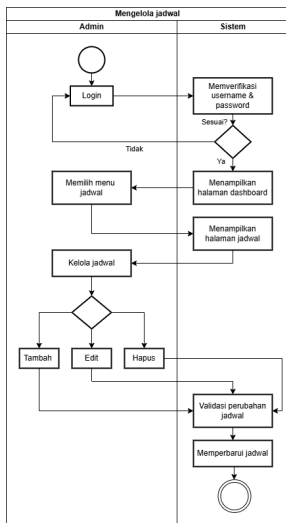 Mengelola jadwal
Admin
Sistem
Login
Memverifikasi
username &
password
Sesuai?
Tidak
Ya
Memilih menu
jadwal
Menampilkan
halaman dashboard
Menampilkan
halaman jadwal
Kelola jadwal
Tambah
Edit
Hapus
Validasi perubahan
jadwal
Memperbarui jadwal